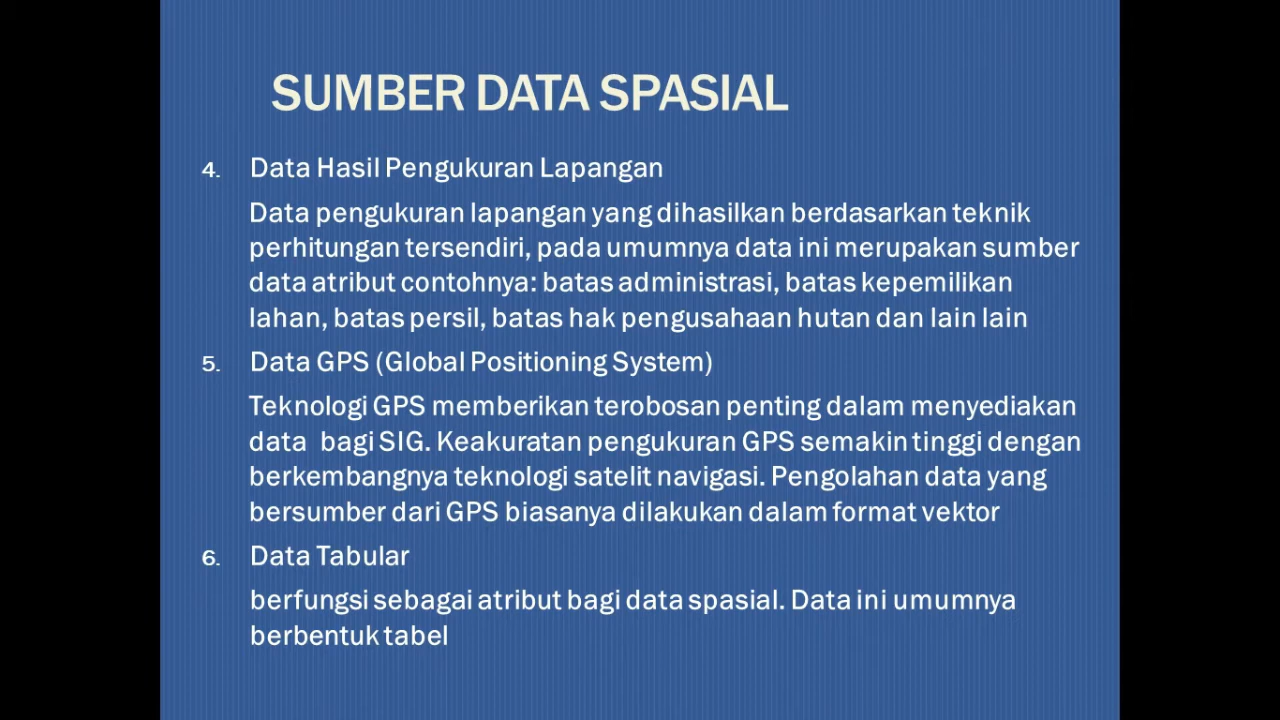 SUMBER DATA SPASIAL
4. Data Hasil Pengukuran Lapangan
Data pengukuran lapangan yang dihasilkan berdasarkan teknik
perhitungan tersendiri, pada umumnya data ini merupakan sumber
data atribut contohnya: batas administrasi, batas kepemilikan
lahan, batas persil, batas hak pengusahaan hutan dan lain lain
5. Data GPS (Global Positioning System)
Teknologi GPS memberikan terobosan penting dalam menyediakan
data bagi SIG. Keakuratan pengukuran GPS semakin tinggi dengan
berkembangnya teknologi satelit navigasi. Pengolahan data yang
bersumber dari GPS biasanya dilakukan dalam format vektor
6. Data Tabular
berfungsi sebagai atribut bagi data spasial. Data ini umumnya
berbentuk tabel